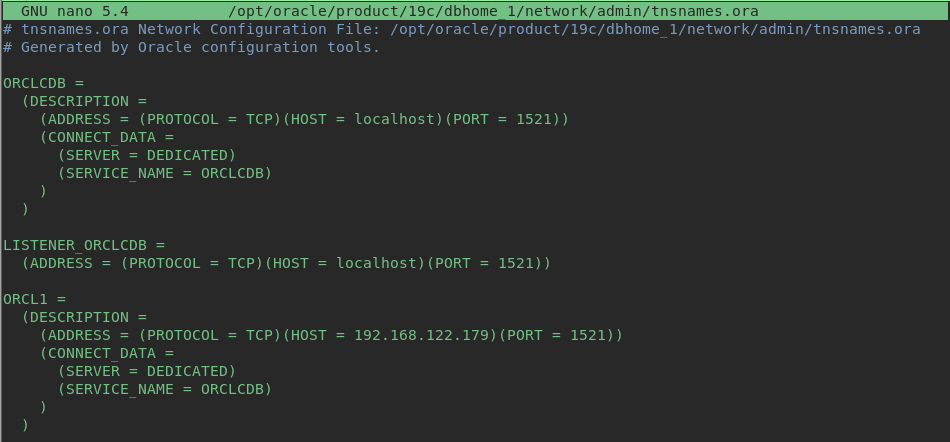 GNU nano 5.4 /opt/oracle/product/19c/dbhome_1/network/admin/tnsnames.ora
# tnsnames.ora Network Configuration File: /opt/oracle/product/19c/dbhome_1/network/admin/tnsnames.ora
# Generated by Oracle configuration tools.

ORCLCDB =
  (DESCRIPTION =
    (ADDRESS = (PROTOCOL = TCP)(HOST = localhost)(PORT = 1521))
    (CONNECT_DATA =
      (SERVER = DEDICATED)
      (SERVICE_NAME = ORCLCDB)
    )
  )

LISTENER_ORCLCDB =
  (ADDRESS = (PROTOCOL = TCP)(HOST = localhost)(PORT = 1521))

ORCL1 =
  (DESCRIPTION =
    (ADDRESS = (PROTOCOL = TCP)(HOST = 192.168.122.179)(PORT = 1521))
    (CONNECT_DATA =
      (SERVER = DEDICATED)
      (SERVICE_NAME = ORCLCDB)
    )
  )